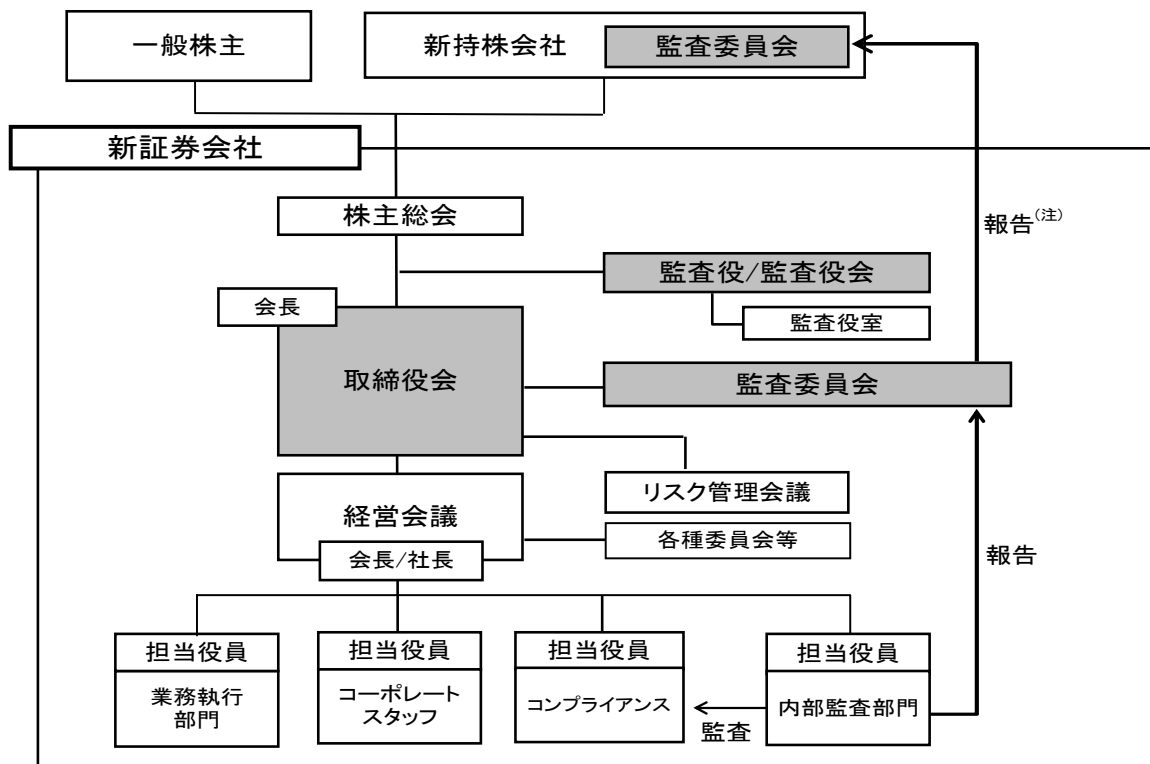 一般株主
新持株会社
監査委員会
新証券会社
株主総会
報告(注)
監査役/監査役会
会長
監査役室
取締役会
監査委員会
リスク管理会議
経営会議
各種委員会等
会長/社長
報告
担当役員
業務執行
部門
担当役員
コーポレート
スタッフ
担当役員
コンプライアンス
監査
担当役員
内部監査部門